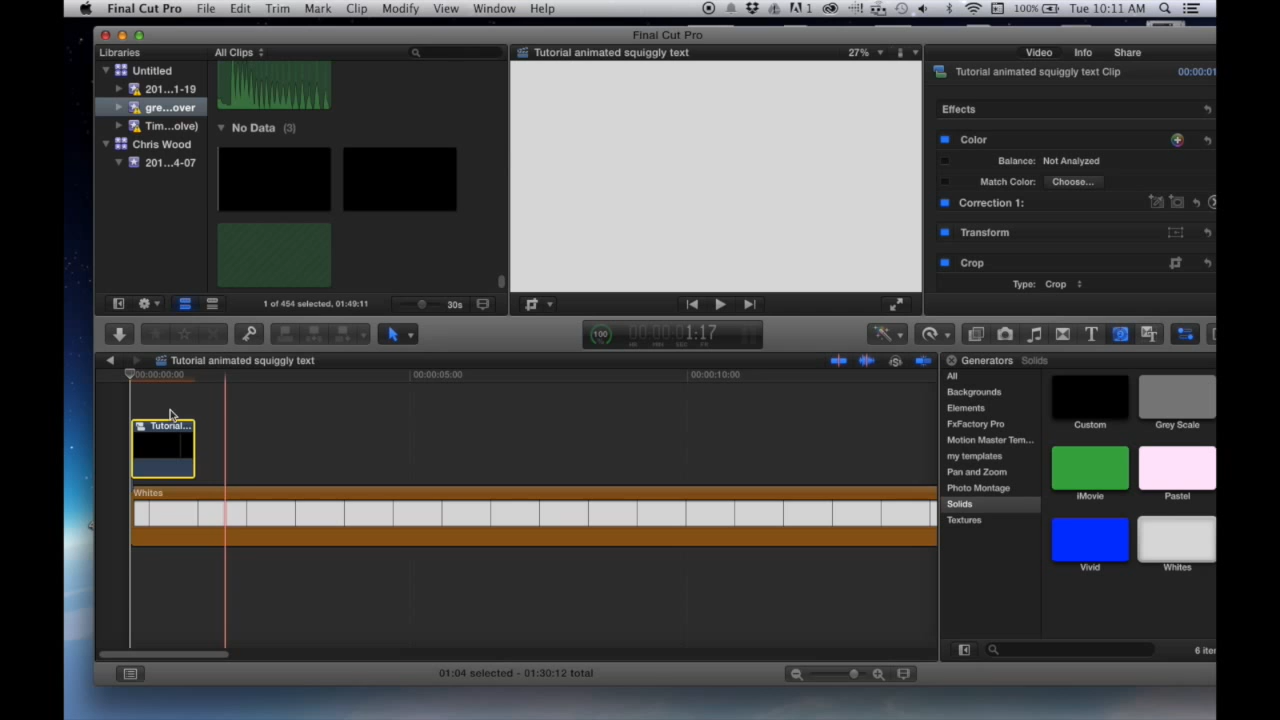 Final Cut Pro File Edit Trim Mark Clip Modify View Window Help 1 100% Tue 10:11 AM
Final Cut Pro
Libraries All Clips Tutorial animated squiggly text 27% Video Info Share
Untitled
201...1-19
gre...over
Tim...olve)
Chris Wood
201...4-07
No Data (3)
1 of 454 selected, 01:49:11 30s
Tutorial animated squiggly text Clip 00:00:01
Effects
Color
Balance: Not Analyzed
Match Color: Choose...
Correction 1:
Transform
Crop
Type: Crop
100 00:00:01:17
HR MIN SEC FR
Tutorial animated squiggly text
00:00:00:00 00:00:05:00 00:00:10:00
Tutorial...
Whites
Generators Solids
All
Backgrounds
Elements
FxFactory Pro
Motion Master Tem...
my templates
Pan and Zoom
Photo Montage
Solids
Textures
Custom Grey Scale
iMovie Pastel
Vivid Whites
6 iter
01:04 selected - 01:30:12 total